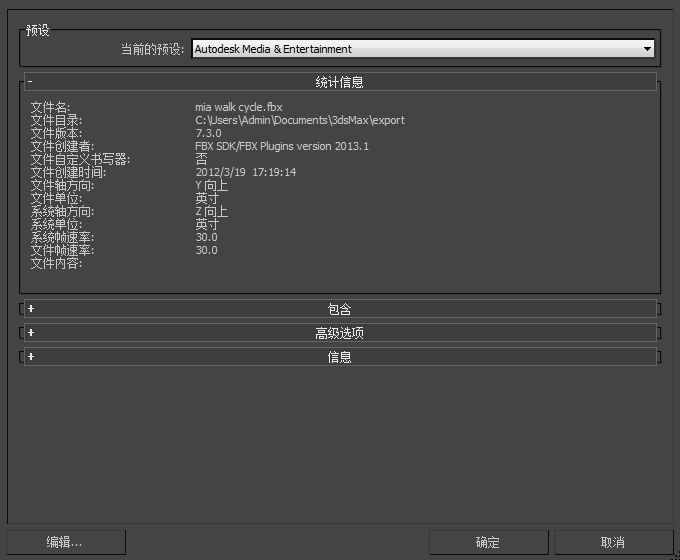 预设
当前的预设: Autodesk Media & Entertainment
- 统计信息
文件名: mia walk cycle.fbx
文件目录: C:\Users\Admin\Documents\3dsMax\export
文件版本: 7.3.0
文件创建者: FBX SDK/FBX Plugins version 2013.1
文件自定义书写器: 否
文件创建时间: 2012/3/19 17:19:14
文件轴方向: Y 向上
文件单位: 英寸
系统轴方向: Z 向上
系统单位: 英寸
系统帧速率: 30.0
文件帧速率: 30.0
文件内容:
+ 包含
+ 高级选项
+ 信息
编辑... 确定 取消